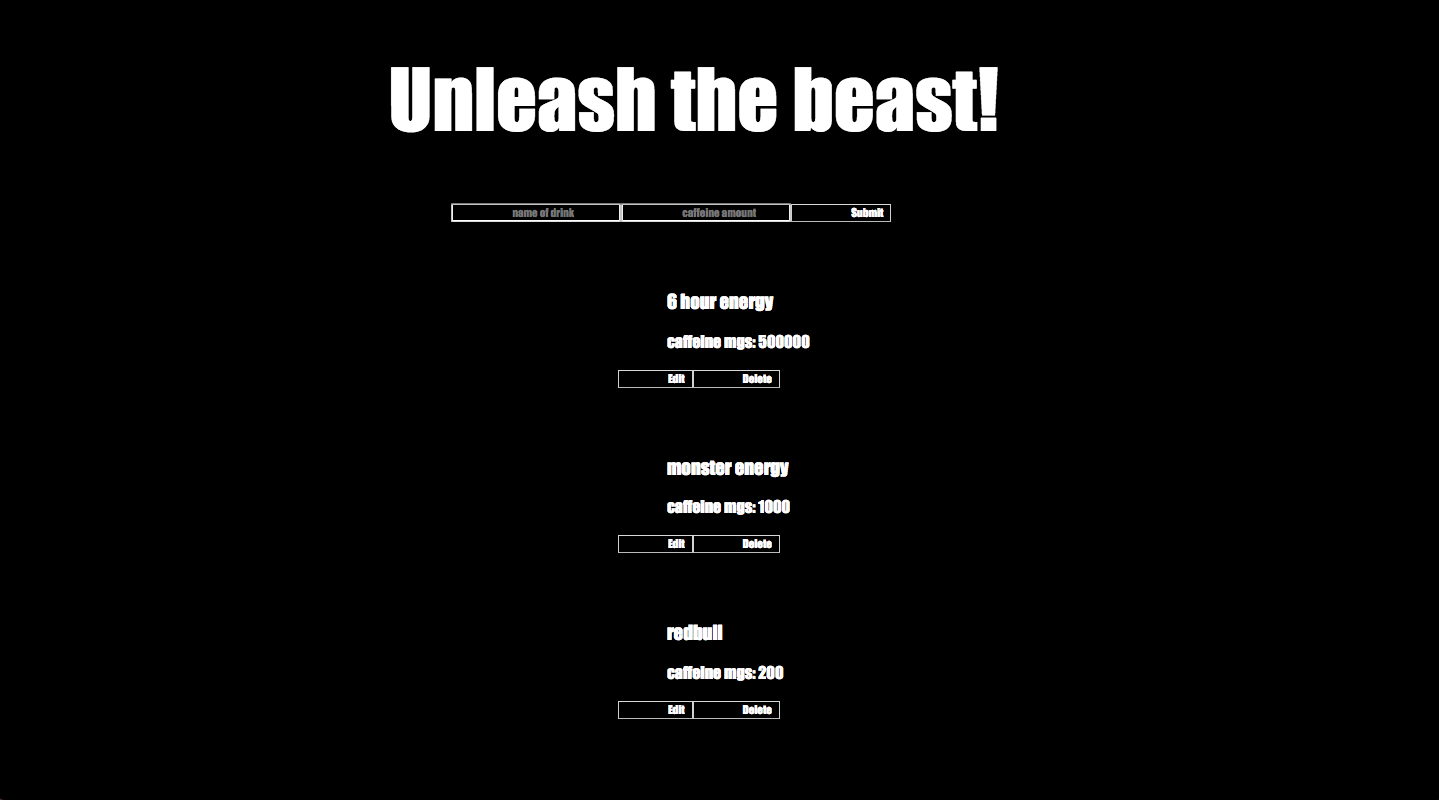 Unleash the beast!
name of drink caffeine amount Submit
6 hour energy
caffeine mgs: 500000
Edit Delete
monster energy
caffeine mgs: 1000
Edit Delete
redbull
caffeine mgs: 200
Edit Delete